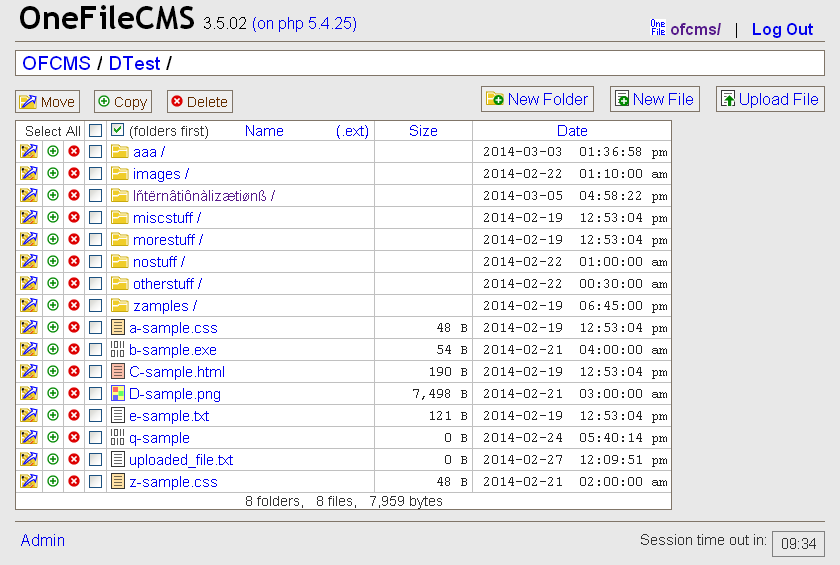 OneFileCMS 3.5.02 (on php 5.4.25)
One File ofcms/ | Log Out
OFCMS / DTest /
Move Copy Delete New Folder New File Upload File
Select All (folders first) Name (.ext) Size Date
aaa / 2014-03-03 01:36:58 pm
images / 2014-02-22 01:10:00 am
Iñtërnâtiônàlizætiønß / 2014-03-05 04:58:22 pm
miscstuff / 2014-02-19 12:53:04 pm
morestuff / 2014-02-19 12:53:04 pm
nostuff / 2014-02-22 01:00:00 am
otherstuff / 2014-02-22 00:30:00 am
zamples / 2014-02-19 06:45:00 pm
a-sample.css 48 B 2014-02-19 12:53:04 pm
b-sample.exe 54 B 2014-02-21 04:00:00 am
C-sample.html 190 B 2014-02-19 12:53:04 pm
D-sample.png 7,498 B 2014-02-21 03:00:00 am
e-sample.txt 121 B 2014-02-19 12:53:04 pm
q-sample 0 B 2014-02-24 05:40:14 pm
uploaded_file.txt 0 B 2014-02-27 12:09:51 pm
z-sample.css 48 B 2014-02-21 02:00:00 am
8 folders, 8 files, 7,959 bytes
Admin Session time out in: 09:34